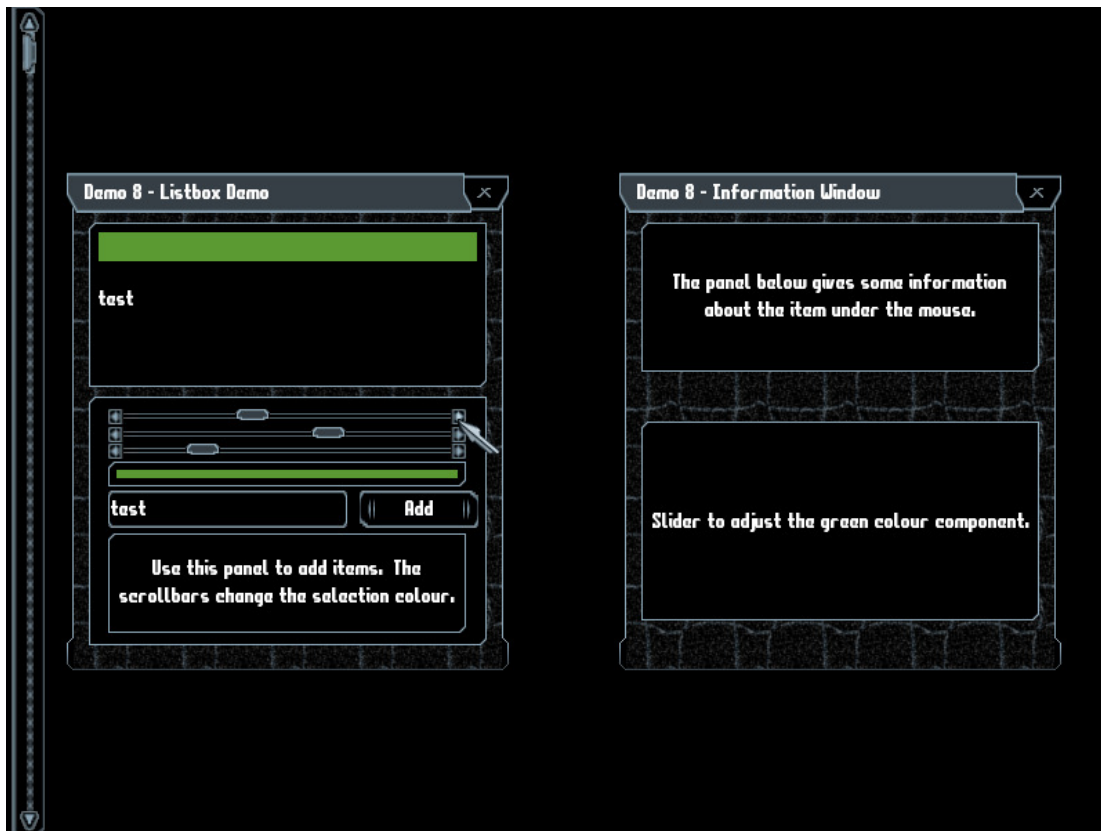 Demo 8 - Listbox Demo
test
test
Add
Use this panel to add items. The
scrollbars change the selection colour.
Demo 8 - Information Window
The panel below gives some information
about the item under the mouse.
Slider to adjust the green colour component.